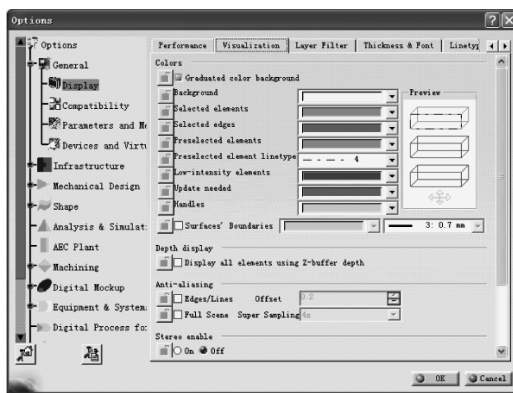 Options
Options
General
Display
Compatibility
Parameters and Me
Devices and Virtu
Infrastructure
Mechanical Design
Shape
Analysis & Simulat:
AEC Plant
Machining
Digital Mockup
Equipment & System:
Digital Process fo:
Performance Visualization Layer Filter Thickness & Font Linetyp
Colors
Graduated color background
Background
Preview
Selected elements
Selected edges
Preselected elements
Preselected element linetype 4
Low-intensity elements
Update needed
Handles
Surfaces' Boundaries 3: 0.7 mm
Depth display
Display all elements using Z-buffer depth
Anti-aliasing
Edges/Lines Offset 0.2
Full Scene Super Sampling 4x
Stereo enable
On Off
OK Cancel